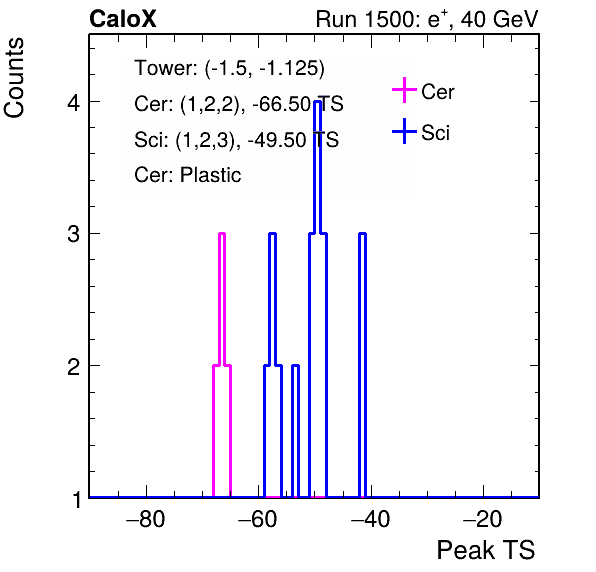 CaloX Run 1500: e⁺, 40 GeV
Counts
Tower: (-1.5, -1.125)
Cer: (1,2,2), -66.50 TS
Sci: (1,2,3), -49.50 TS
Cer: Plastic
Cer
Sci
4
3
2
1
−80 −60 −40 −20
Peak TS